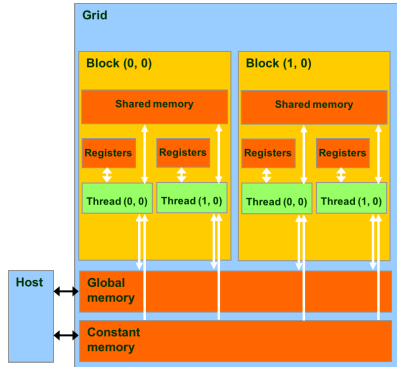 Grid
Block (0, 0)
Block (1, 0)
Shared memory
Shared memory
Registers
Registers
Registers
Registers
Thread (0, 0)
Thread (1, 0)
Thread (0, 0)
Thread (1, 0)
Host
Global
memory
Constant
memory